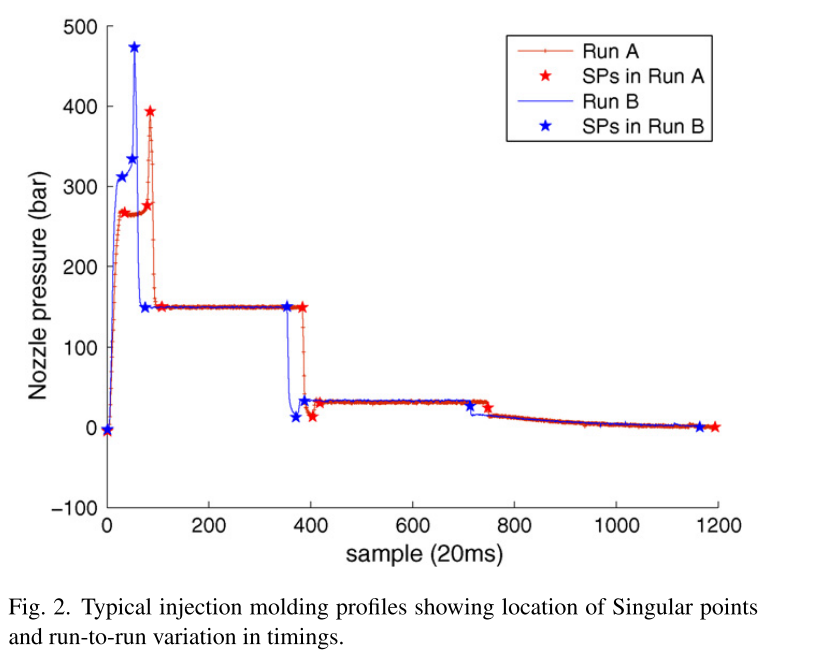 500
400
300
200
100
0
−100
0 200 400 600 800 1000 1200
Nozzle pressure (bar)
sample (20ms)
Run A
SPs in Run A
Run B
SPs in Run B
Fig. 2. Typical injection molding profiles showing location of Singular points
and run-to-run variation in timings.